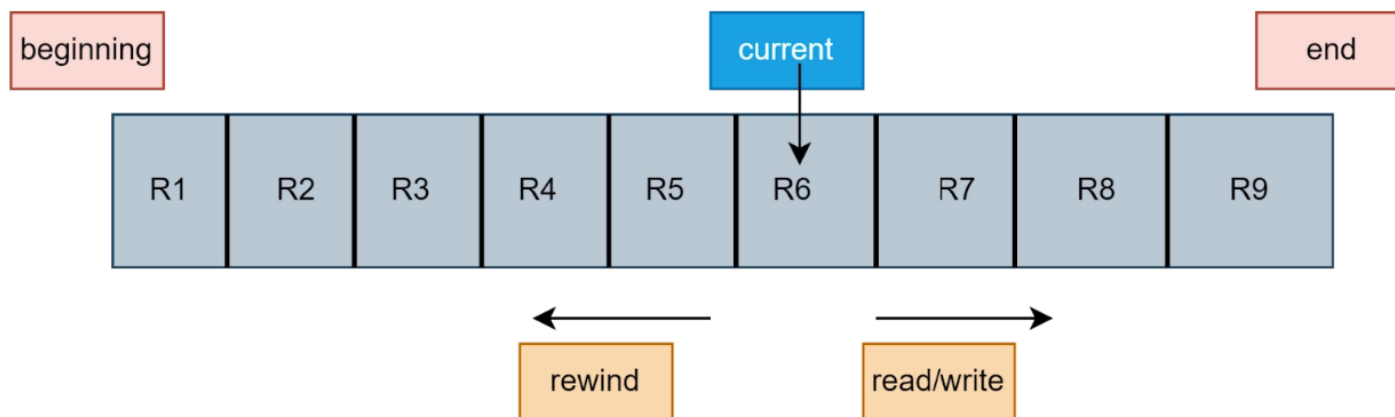 beginning
current
end
R1
R2
R3
R4
R5
R6
R7
R8
R9
rewind
read/write